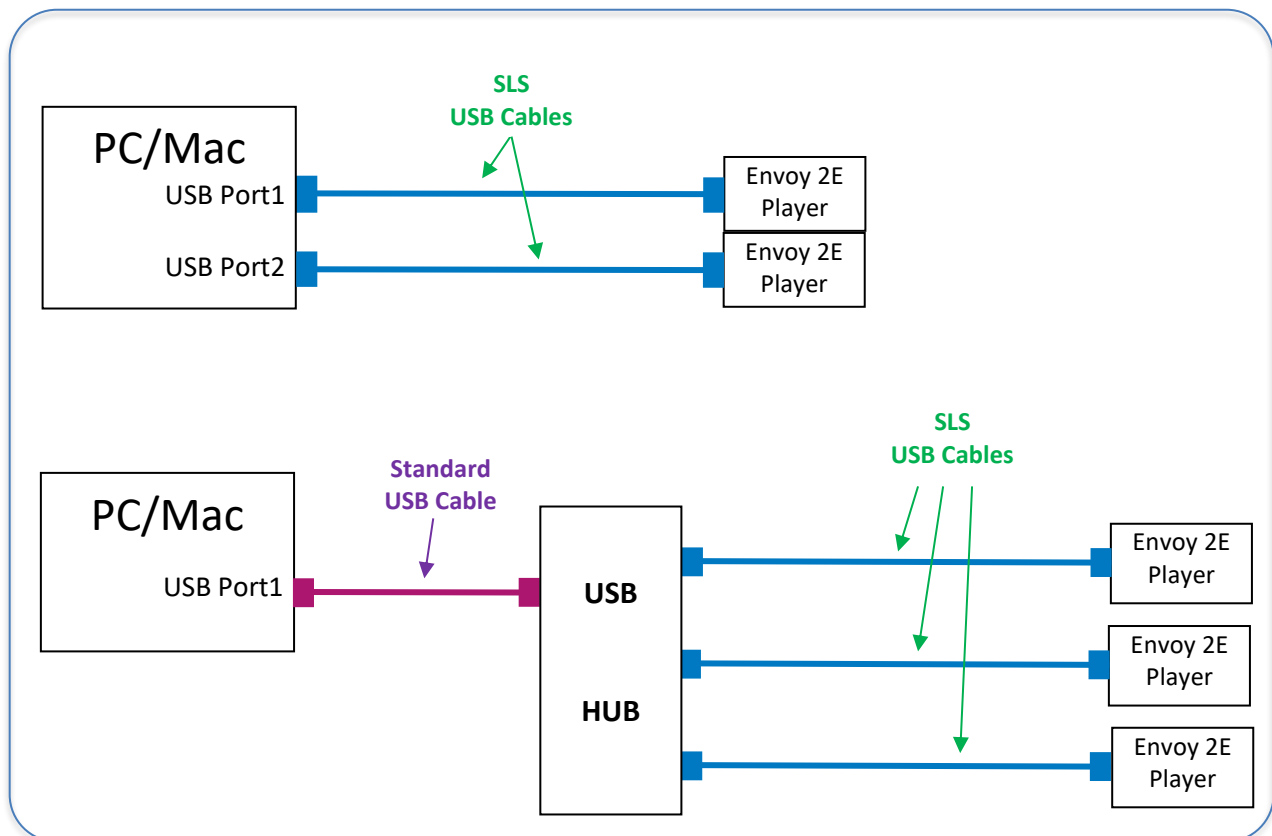 SLS
USB Cables
PC/Mac
USB Port1
USB Port2
Envoy 2E
Player
Envoy 2E
Player
SLS
USB Cables
Standard
USB Cable
PC/Mac
USB Port1
USB
HUB
Envoy 2E
Player
Envoy 2E
Player
Envoy 2E
Player